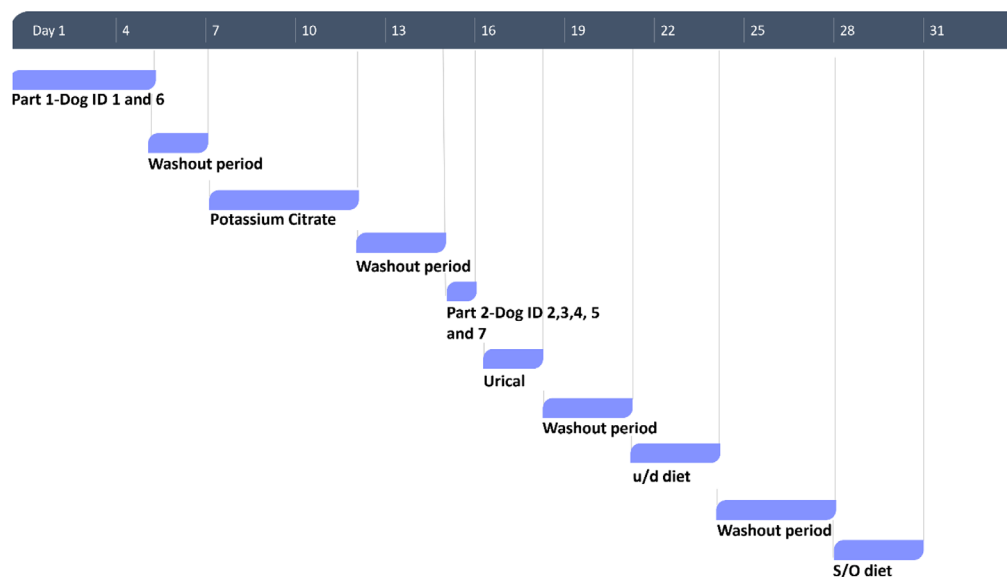 Day 1 4 7 10 13 16 19 22 25 28 31
Part 1-Dog ID 1 and 6
Washout period
Potassium Citrate
Washout period
Part 2-Dog ID 2,3,4, 5
and 7
Urical
Washout period
u/d diet
Washout period
S/O diet